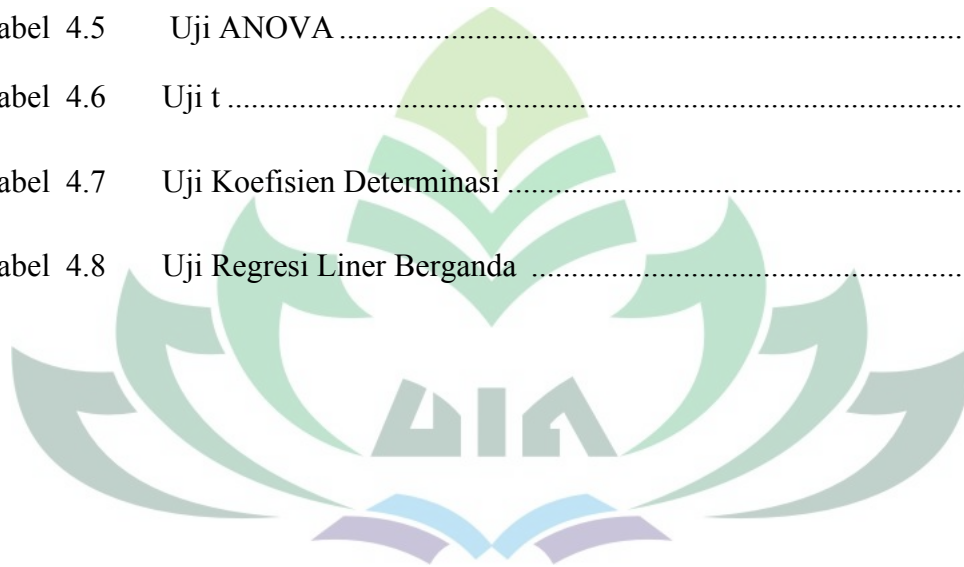 abel 4.5 Uji ANOVA ........................................................................................
abel 4.6 Uji t ........................................................................................................
abel 4.7 Uji Koefisien Determinasi ................................................................
abel 4.8 Uji Regresi Liner Berganda .............................................................
UIN